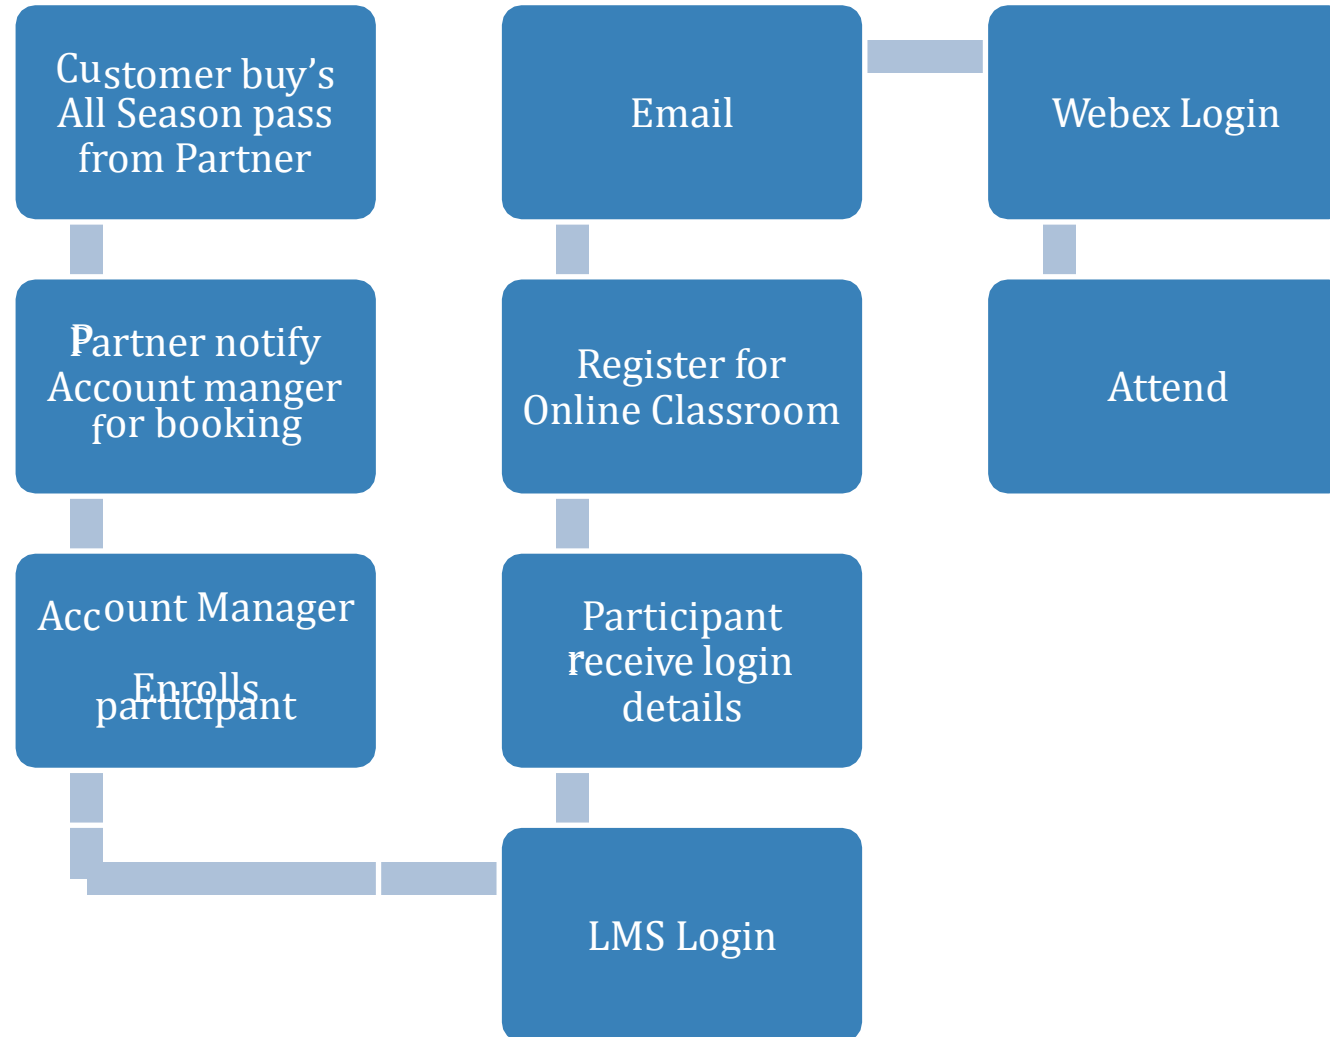 Customer buy’s
All Season pass
from Partner
Partner notify
Account manger
for booking
Account Manager
Enrolls
participant
LMS Login
Participant
receive login
details
Register for
Online Classroom
Email
Webex Login
Attend